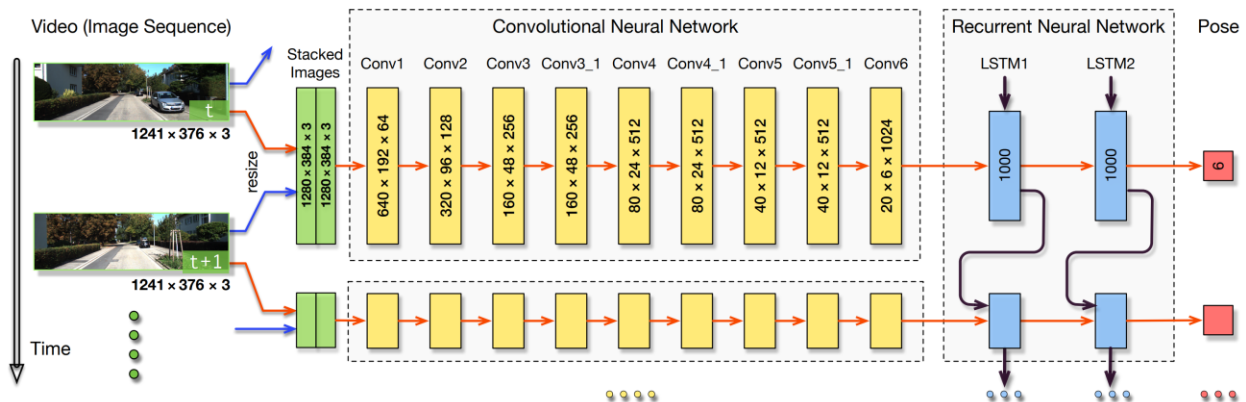 Video (Image Sequence)
Convolutional Neural Network
Recurrent Neural Network
Pose
Stacked
Images
Conv1
Conv2
Conv3
Conv3_1
Conv4
Conv4_1
Conv5
Conv5_1
Conv6
LSTM1
LSTM2
t
1241 × 376 × 3
resize
1280 × 384 × 3
1280 × 384 × 3
640 × 192 × 64
320 × 96 × 128
160 × 48 × 256
160 × 48 × 256
80 × 24 × 512
80 × 24 × 512
40 × 12 × 512
40 × 12 × 512
20 × 6 × 1024
1000
1000
6
t+1
1241 × 376 × 3
Time